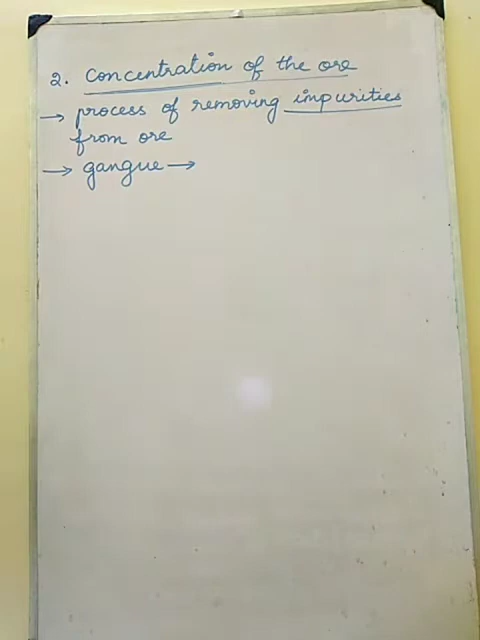 2. Concentration of the ore
→ process of removing impurities
from ore
→ gangue →